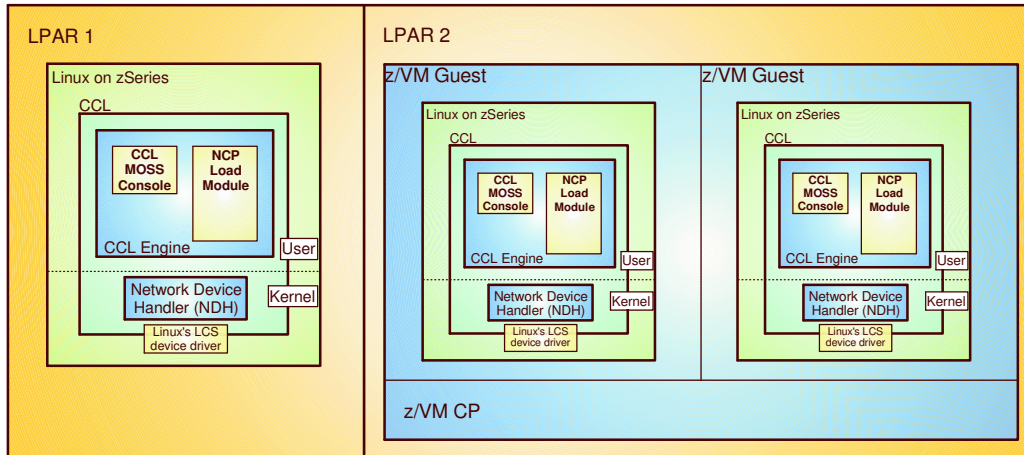 LPAR 1
Linux on zSeries
CCL
CCL
MOSS
Console
NCP
Load
Module
CCL Engine
User
Network Device
Handler (NDH)
Kernel
Linux's LCS
device driver
LPAR 2
z/VM Guest
Linux on zSeries
CCL
CCL
MOSS
Console
NCP
Load
Module
CCL Engine
User
Network Device
Handler (NDH)
Kernel
Linux's LCS
device driver
z/VM Guest
Linux on zSeries
CCL
CCL
MOSS
Console
NCP
Load
Module
CCL Engine
User
Network Device
Handler (NDH)
Kernel
Linux's LCS
device driver
z/VM CP